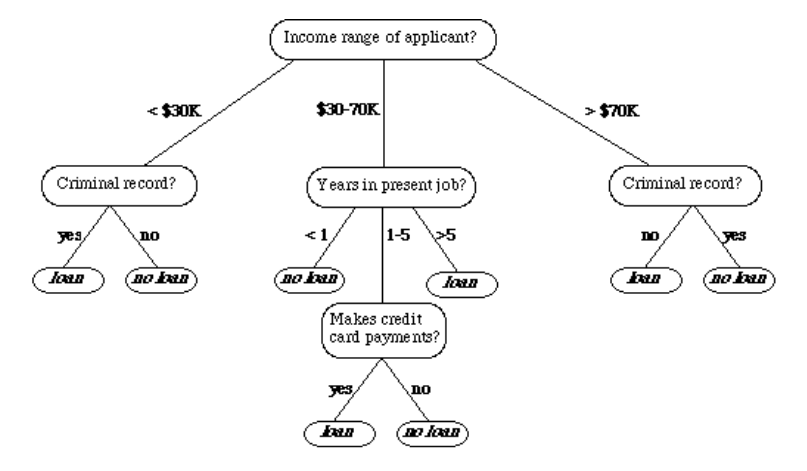 Income range of applicant?
< $30K
$30-70K
> $70K
Criminal record?
Years in present job?
Criminal record?
yes
no
< 1
1-5
>5
no
yes
loan
no loan
no loan
loan
loan
no loan
Makes credit
card payments?
yes
no
loan
no loan